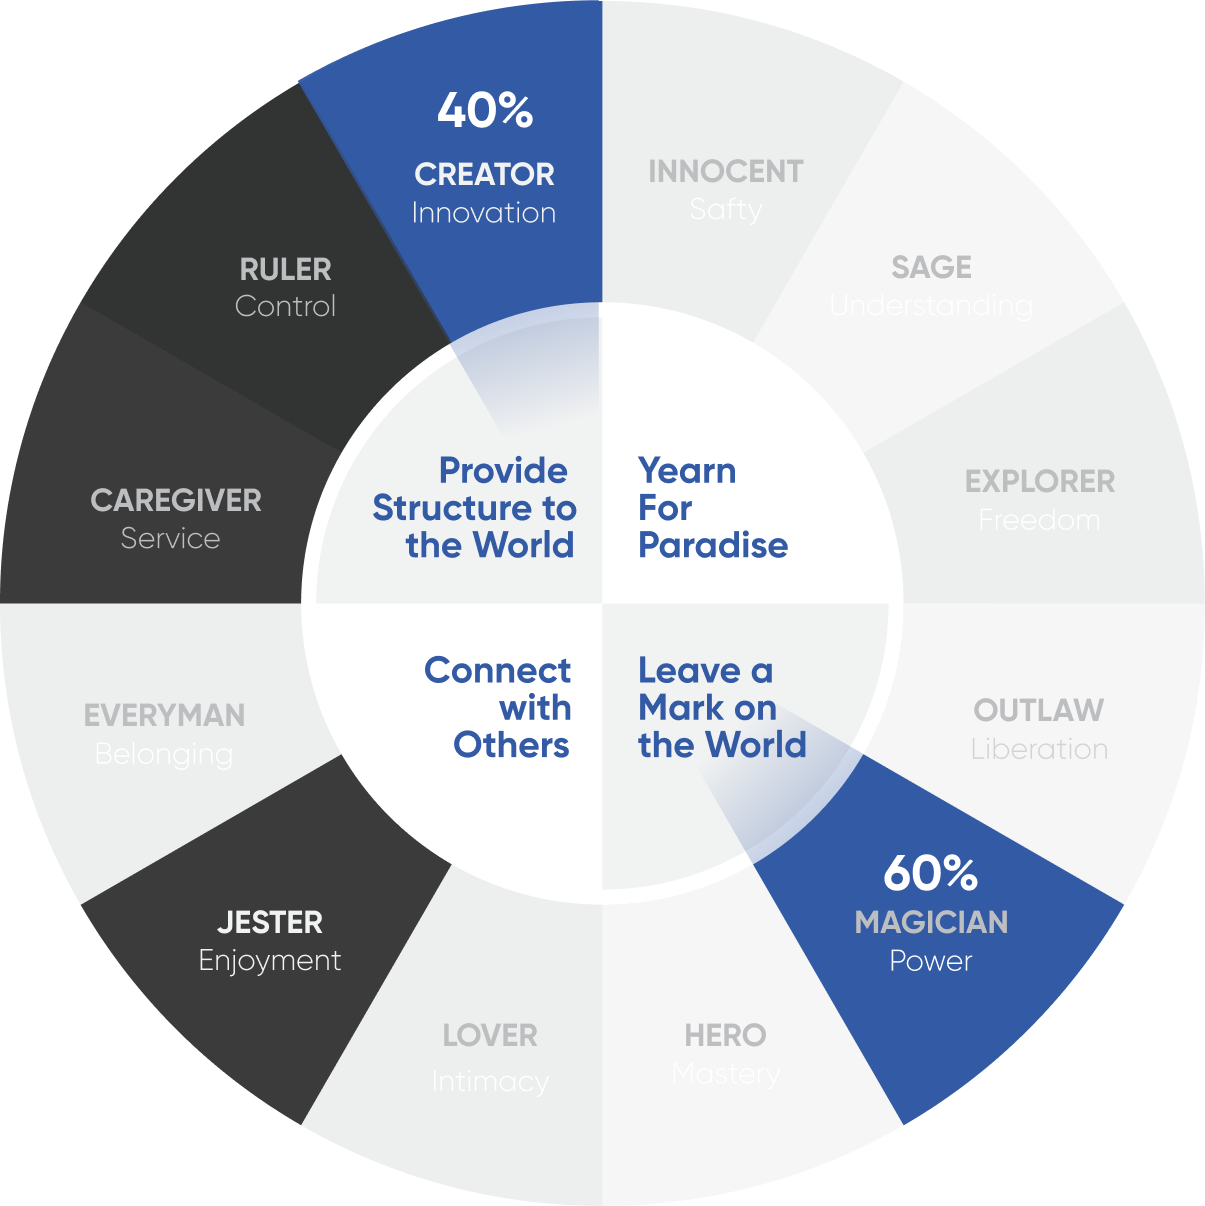 40%
CREATOR
Innovation
INNOCENT
Safty
SAGE
Understanding
EXPLORER
Freedom
OUTLAW
Liberation
60%
MAGICIAN
Power
HERO
Mastery
LOVER
Intimacy
JESTER
Enjoyment
EVERYMAN
Belonging
CAREGIVER
Service
RULER
Control
Provide
Structure to
the World
Yearn
For
Paradise
Connect
with
Others
Leave a
Mark on
the World